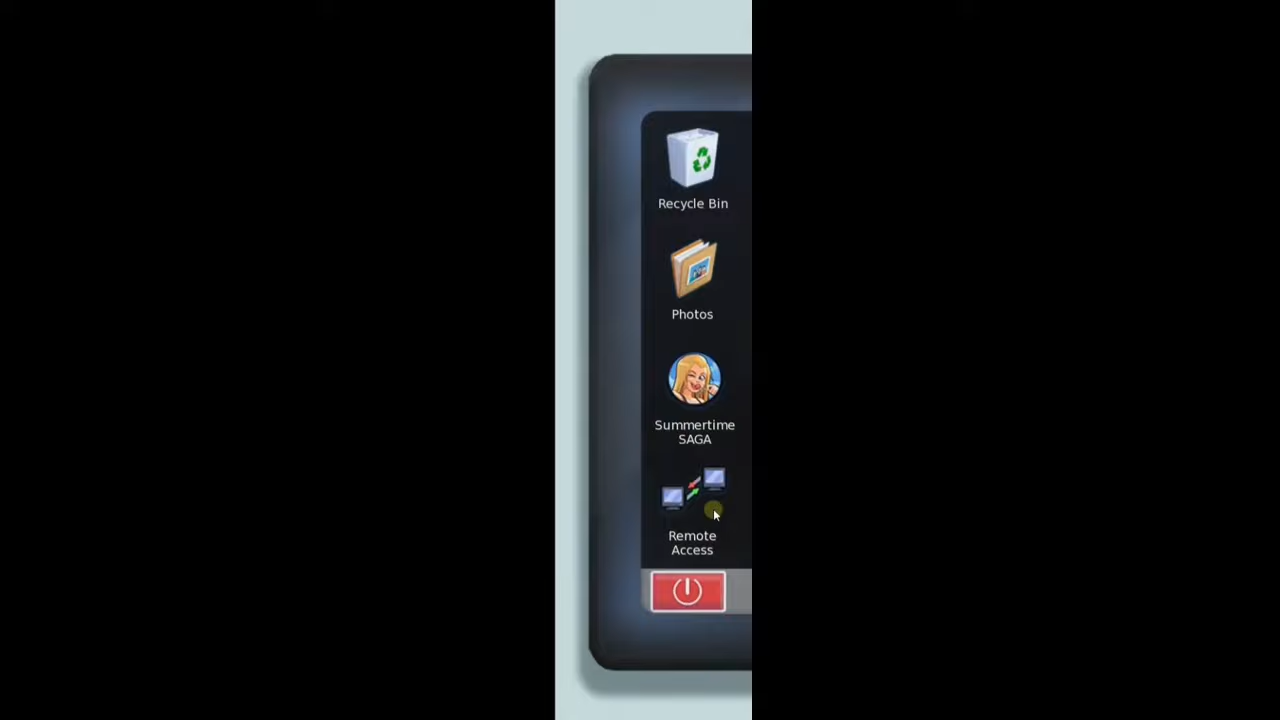 Recycle Bin
Photos
Summertime
SAGA
Remote
Access